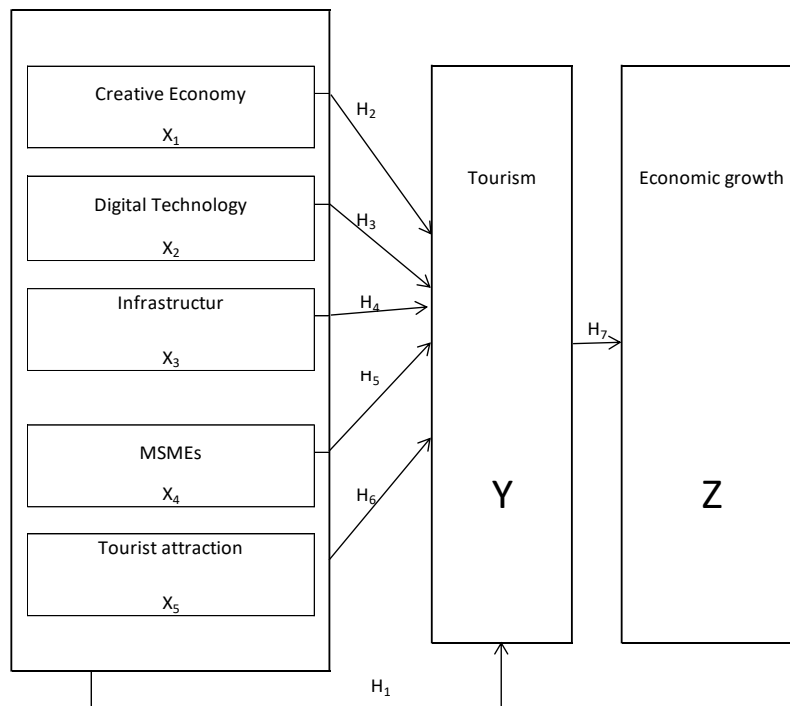 Creative Economy
X₁
H₂
Digital Technology
X₂
H₃
Infrastructur
X₃
H₄
MSMEs
X₄
H₅
Tourist attraction
X₅
H₆
Tourism
Y
H₇
Economic growth
Z
H₁